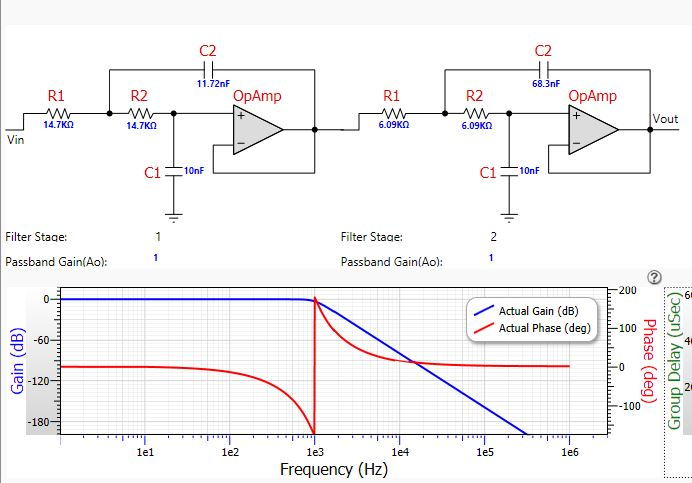 C2
C2
11.72nF
68.3nF
R1 R2 OpAmp
R1 R2 OpAmp
14.7KΩ 14.7KΩ
6.09KΩ 6.09KΩ
+
-
+
-
Vin
Vout
C1 10nF
C1 10nF
Filter Stage: 1
Filter Stage: 2
Passband Gain(Ao): 1
Passband Gain(Ao): 1
?
Gain (dB)
0
-60
-120
-180
Actual Gain (dB)
Actual Phase (deg)
200
100
0
-100
Phase (deg)
1e1 1e2 1e3 1e4 1e5 1e6
Frequency (Hz)
Group Delay (uSec)